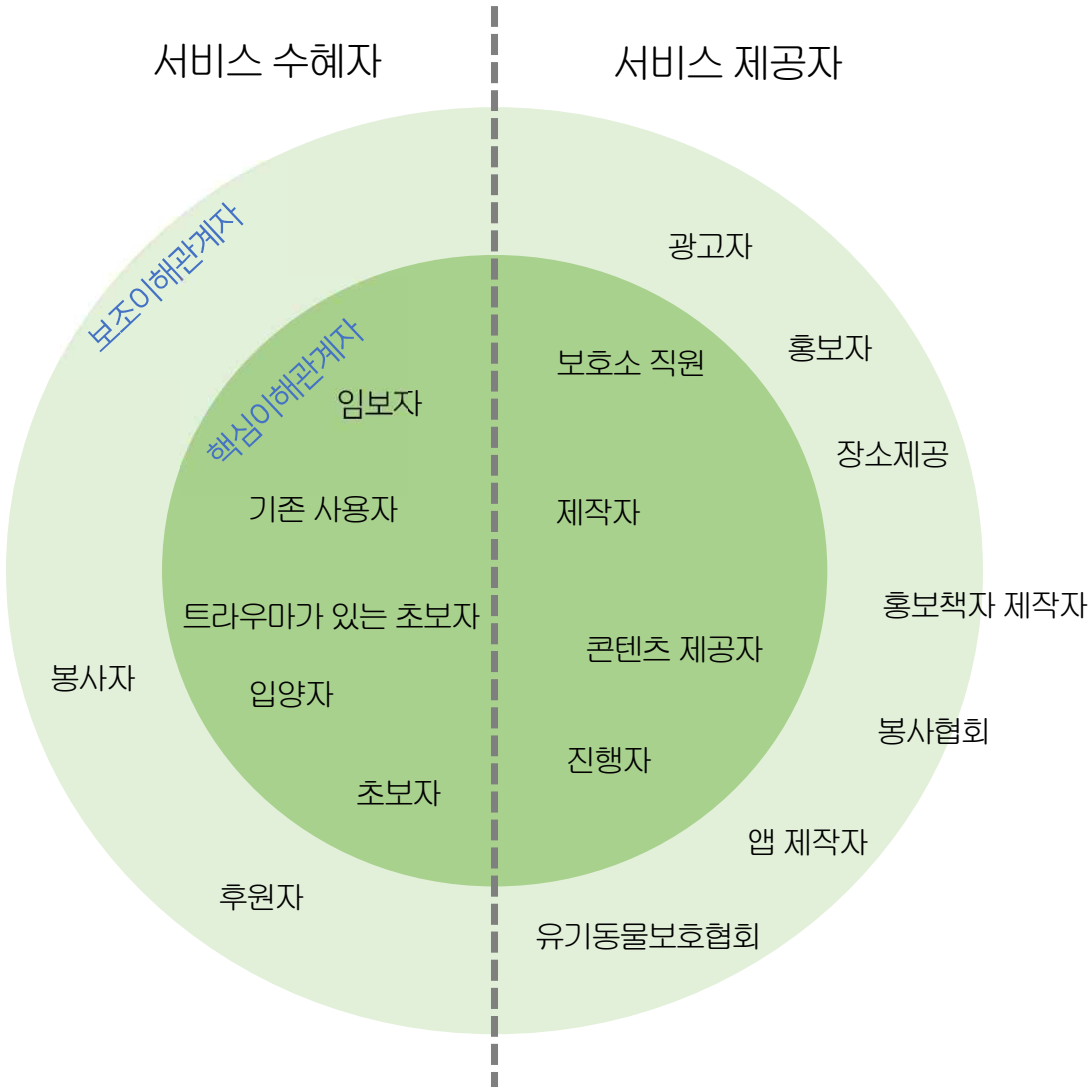 서비스 수혜자
서비스 제공자
보조이해관계자
핵심이해관계자
임보자
기존 사용자
트라우마가 있는 초보자
입양자
초보자
봉사자
후원자
광고자
홍보자
보호소 직원
장소제공
제작자
홍보책자 제작자
콘텐츠 제공자
봉사협회
진행자
앱 제작자
유기동물보호협회